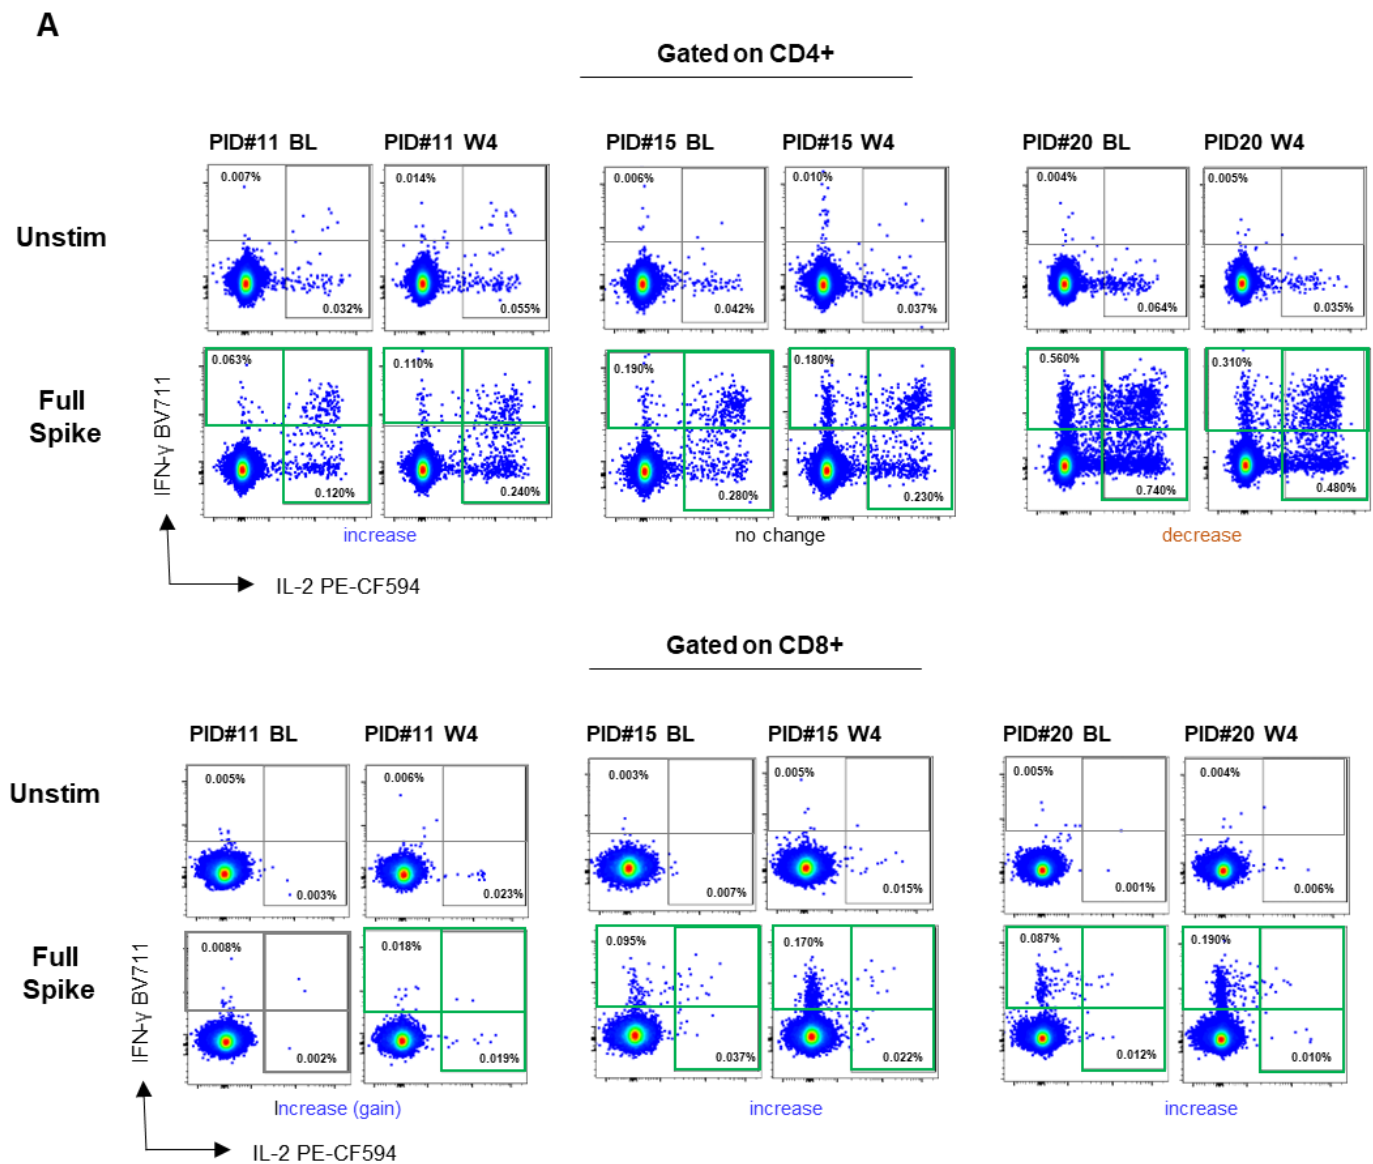 A
Gated on CD4+
PID#11 BL PID#11 W4 PID#15 BL PID#15 W4 PID#20 BL PID20 W4
Unstim
0.007% 0.014% 0.006% 0.010% 0.004% 0.005%
0.032% 0.055% 0.042% 0.037% 0.064% 0.035%
Full
Spike
0.063% 0.110% 0.190% 0.180% 0.560% 0.310%
0.120% 0.240% 0.280% 0.230% 0.740% 0.480%
IFN-γ BV711
increase no change decrease
IL-2 PE-CF594
Gated on CD8+
PID#11 BL PID#11 W4 PID#15 BL PID#15 W4 PID#20 BL PID#20 W4
Unstim
0.005% 0.006% 0.003% 0.005% 0.005% 0.004%
0.003% 0.023% 0.007% 0.015% 0.001% 0.006%
Full
Spike
0.008% 0.018% 0.095% 0.170% 0.087% 0.190%
0.002% 0.019% 0.037% 0.022% 0.012% 0.010%
IFN-γ BV711
Increase (gain) increase increase
IL-2 PE-CF594